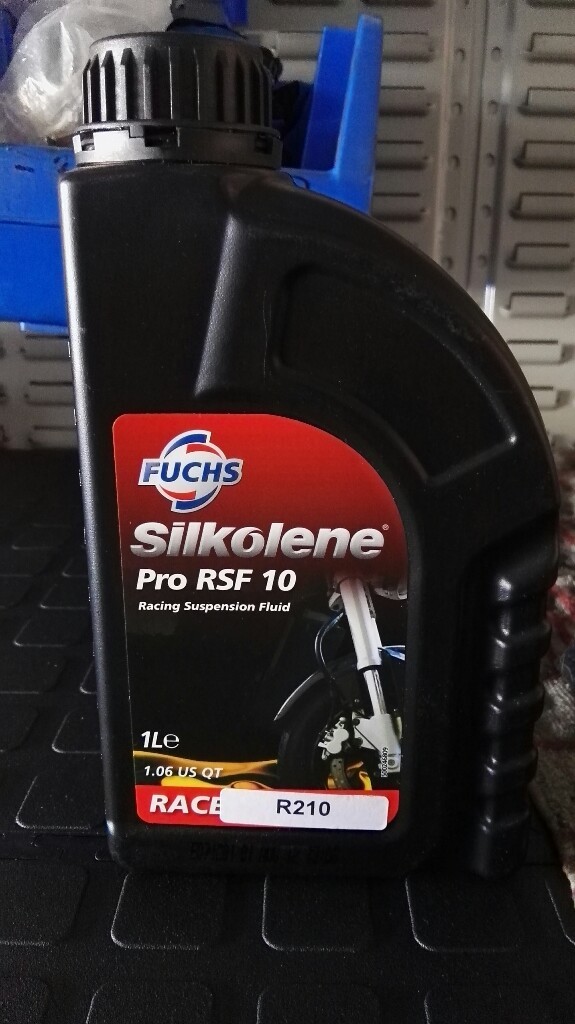 FUCHS
Silkolene®
Pro RSF 10
Racing Suspension Fluid
1Le
1.06 US QT
RACE
R210